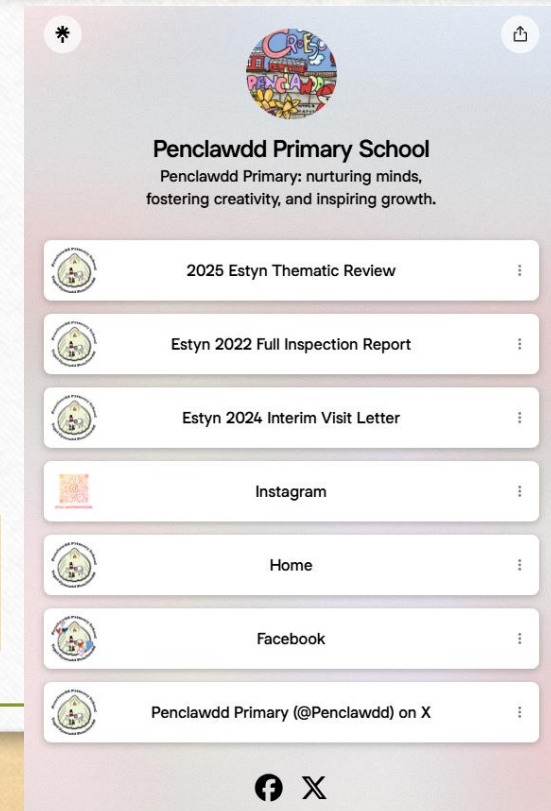 CROESO
Penclawdd Primary School
Penclawdd Primary: nurturing minds,
fostering creativity, and inspiring growth.
2025 Estyn Thematic Review
Estyn 2022 Full Inspection Report
Estyn 2024 Interim Visit Letter
Instagram
Home
Facebook
Penclawdd Primary (@Penclawdd) on X